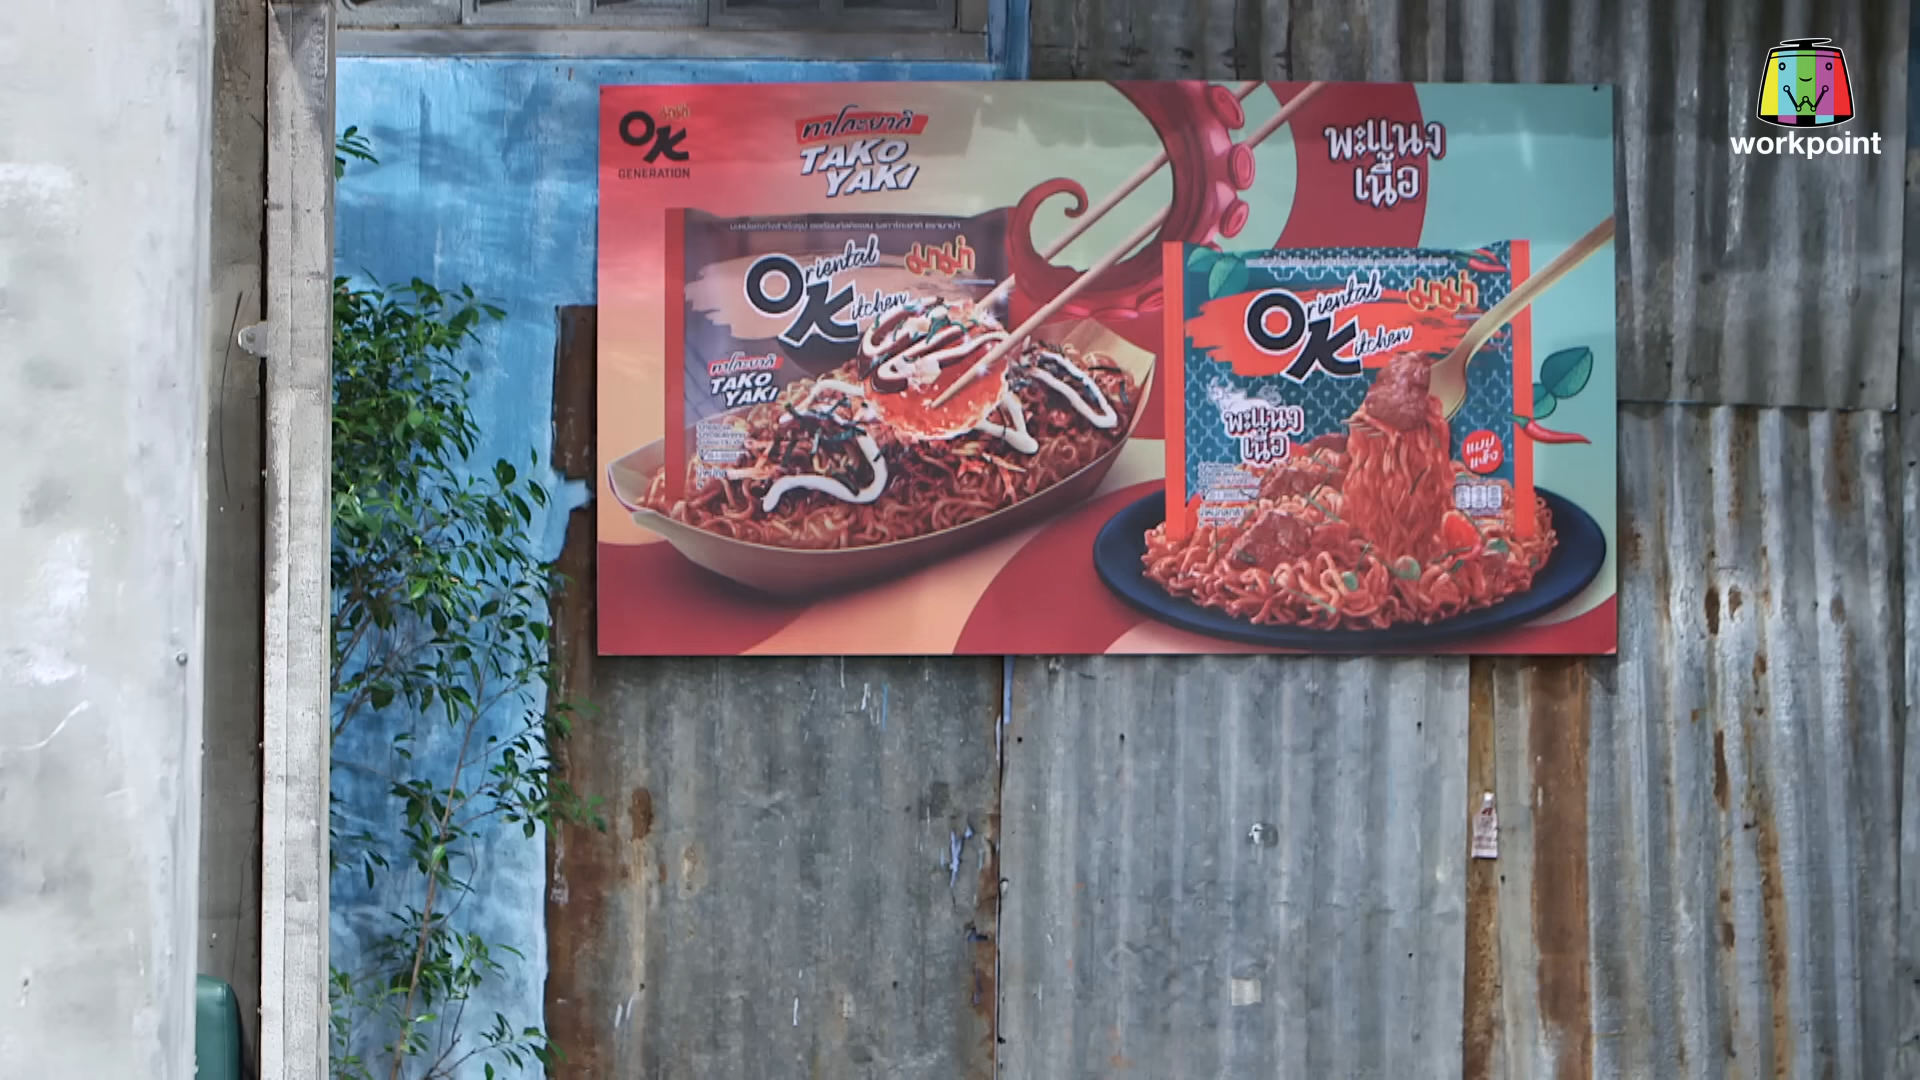 workpoint
มาม่า
OK
GENERATION
ทาโกะยากิ
TAKO
YAKI
พะแนง
เนื้อ
Oriental
Kitchen
มาม่า
ทาโกะยากิ
TAKO
YAKI
Oriental
Kitchen
มาม่า
พะแนง
เนื้อ
แบบ
แห้ง